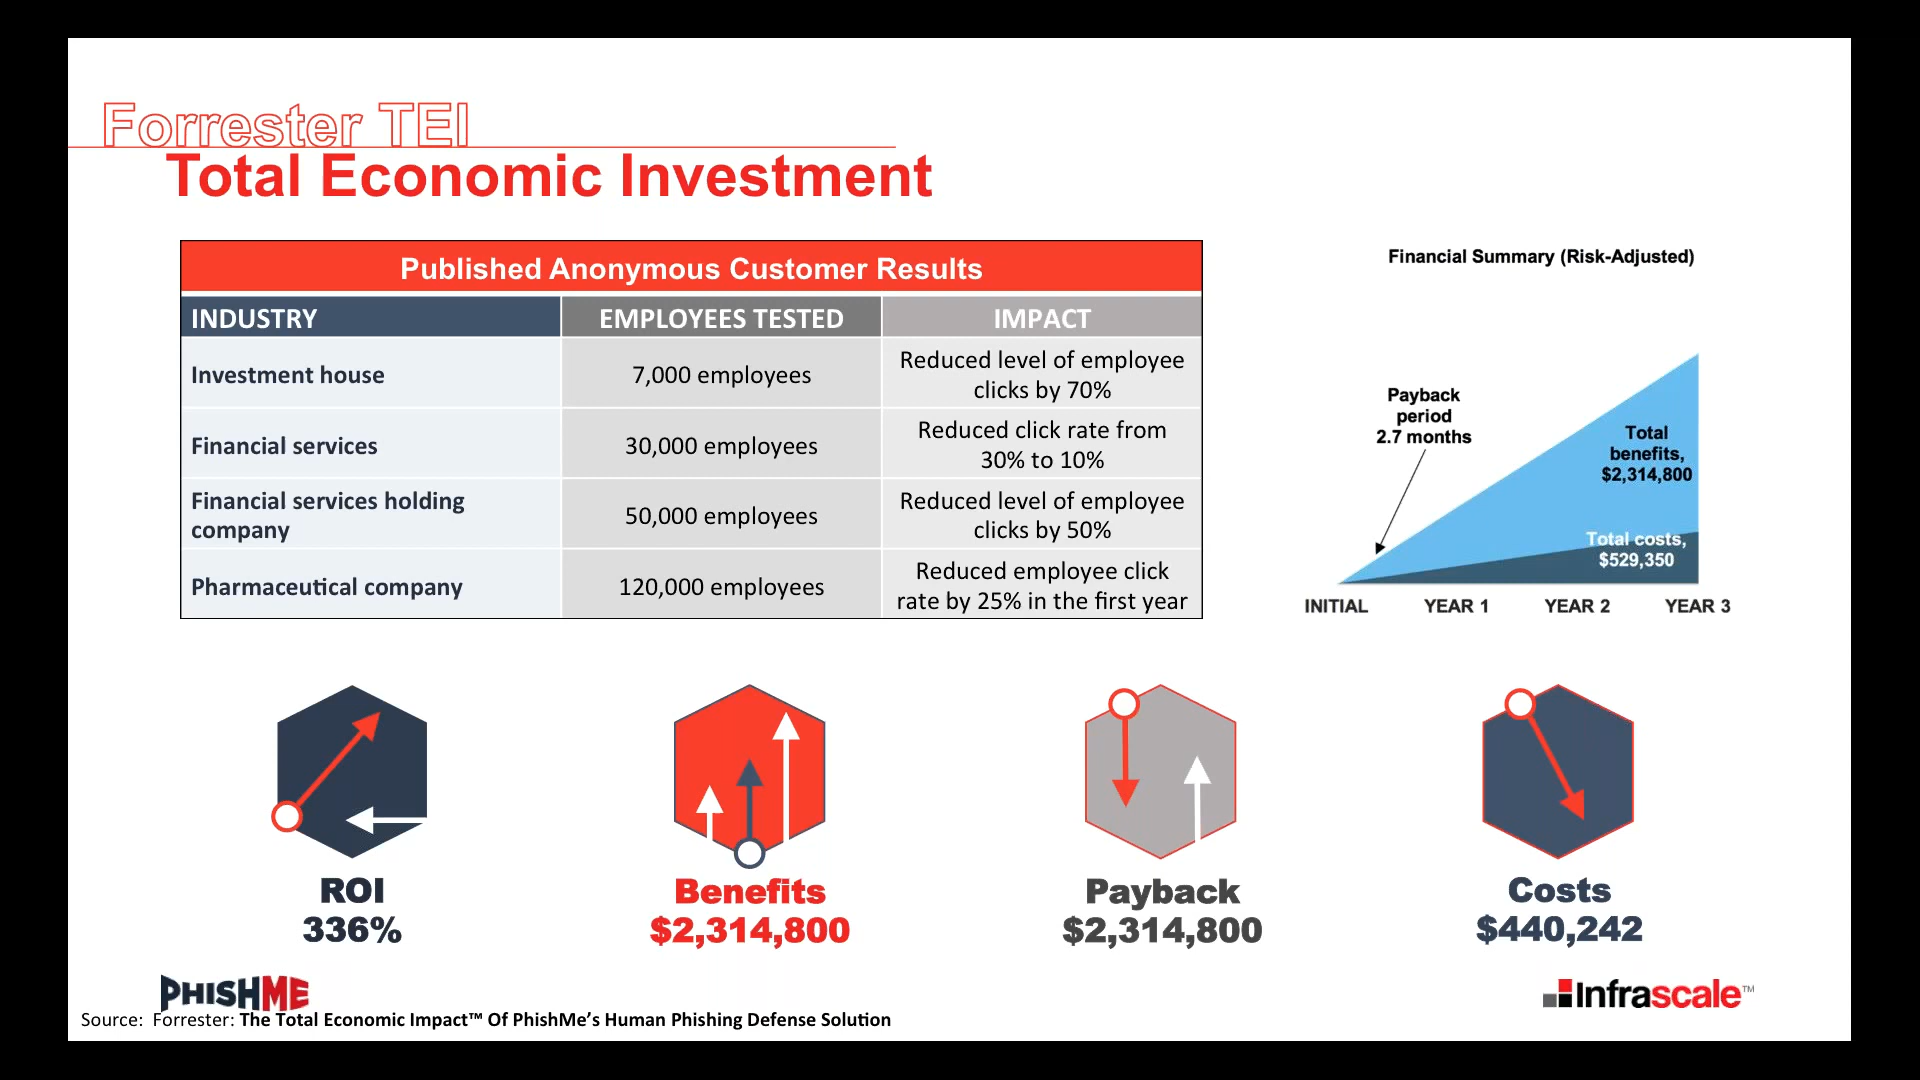 Forrester TEI
Total Economic Investment
Published Anonymous Customer Results
INDUSTRY
EMPLOYEES TESTED
IMPACT
Investment house
7,000 employees
Reduced level of employee
clicks by 70%
Financial services
30,000 employees
Reduced click rate from
30% to 10%
Financial services holding
company
50,000 employees
Reduced level of employee
clicks by 50%
Pharmaceutical company
120,000 employees
Reduced employee click
rate by 25% in the first year
Financial Summary (Risk-Adjusted)
Payback
period
2.7 months
Total
benefits,
$2,314,800
Total costs,
$529,350
INITIAL
YEAR 1
YEAR 2
YEAR 3
ROI
336%
Benefits
$2,314,800
Payback
$2,314,800
Costs
$440,242
PHISHME
Infrascale™
Source: Forrester: The Total Economic Impact™ Of PhishMe’s Human Phishing Defense Solution